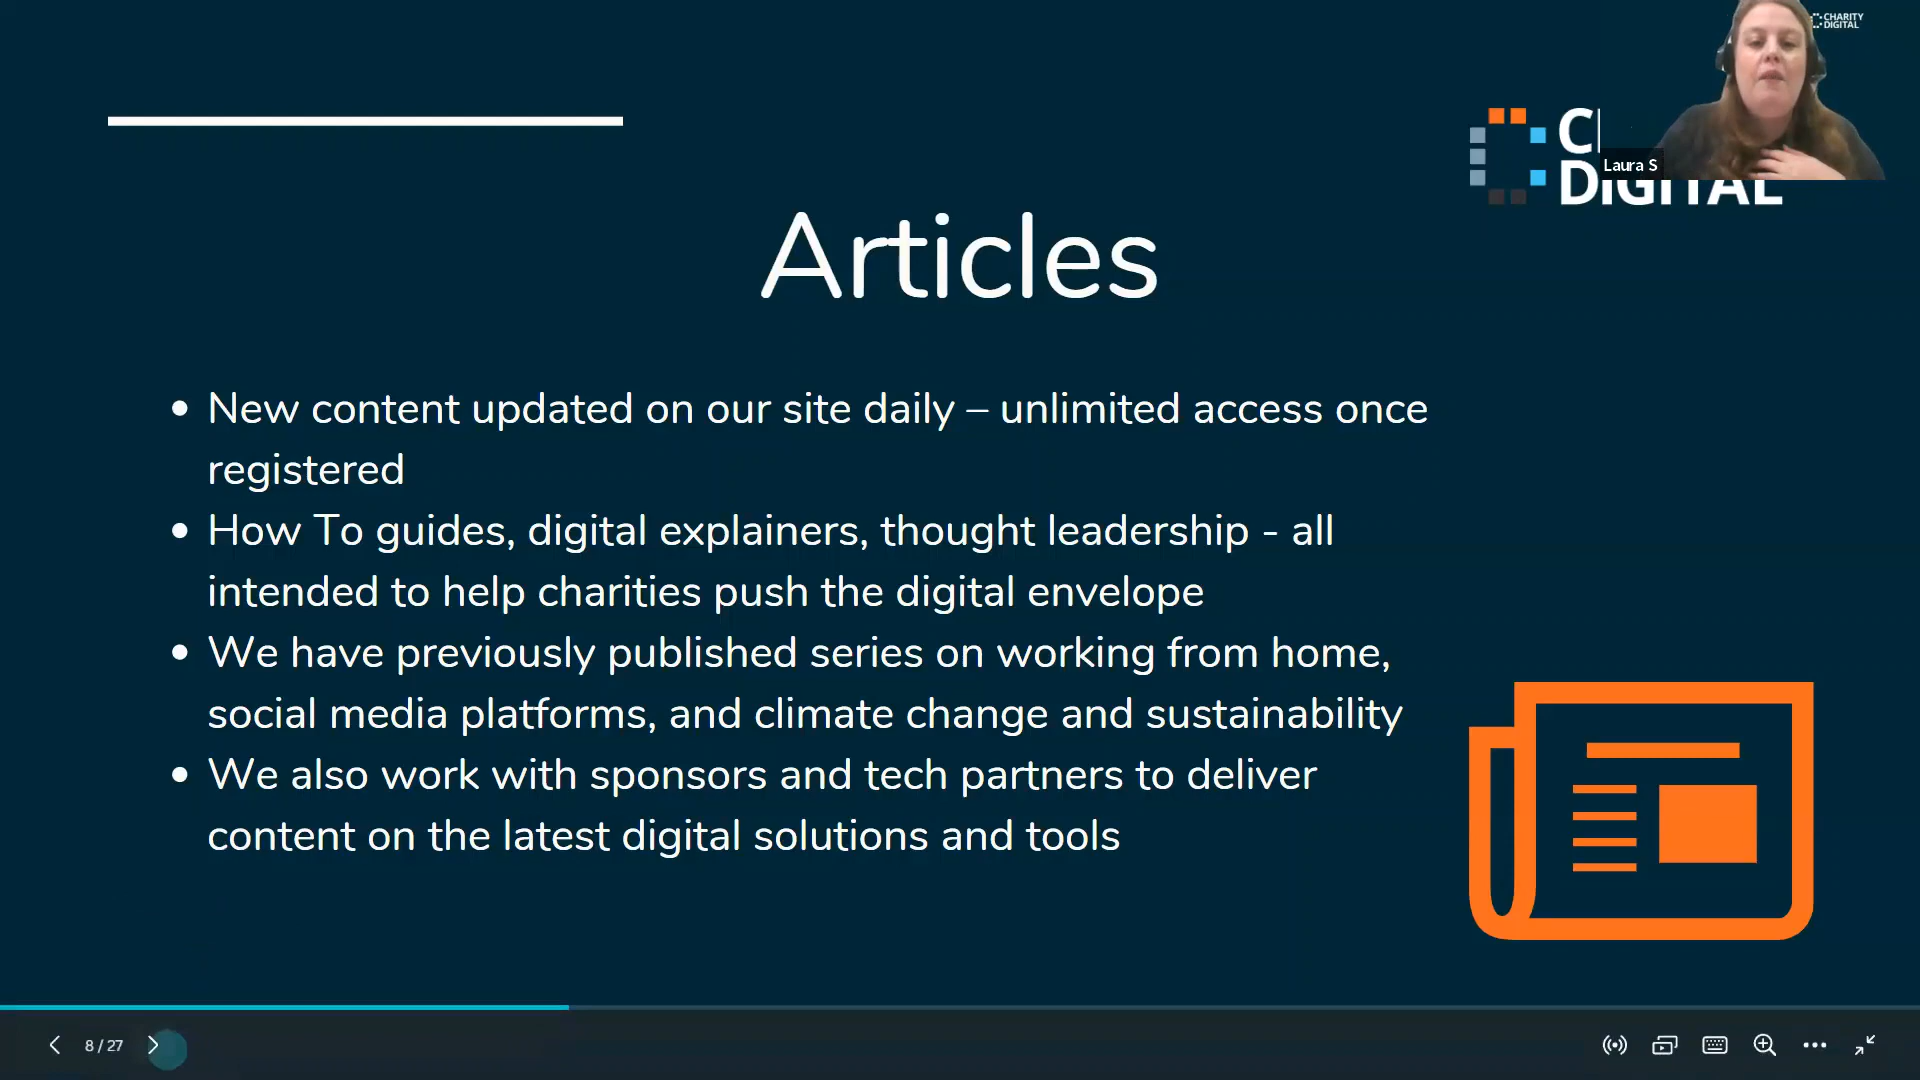 CHARITY
DIGITAL
C
DIGITAL
Laura S
Articles
• New content updated on our site daily – unlimited access once
registered
• How To guides, digital explainers, thought leadership - all
intended to help charities push the digital envelope
• We have previously published series on working from home,
social media platforms, and climate change and sustainability
• We also work with sponsors and tech partners to deliver
content on the latest digital solutions and tools
8 / 27